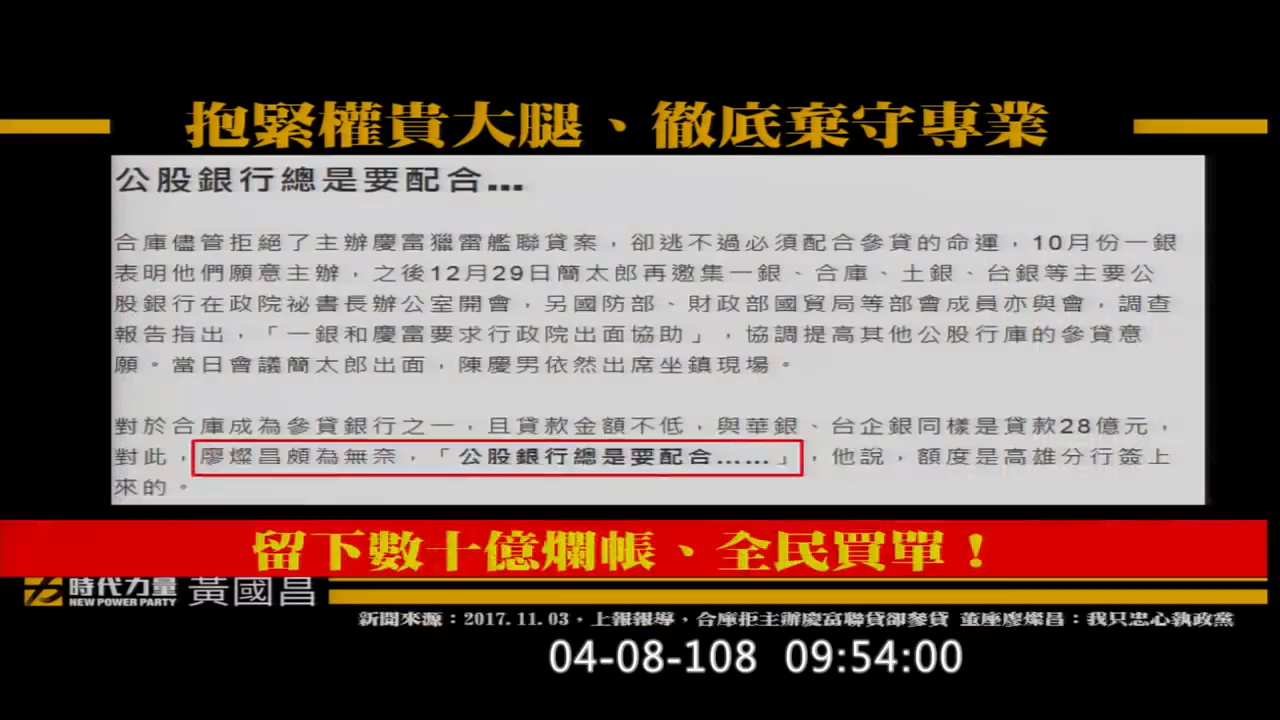 抱緊權貴大腿、徹底棄守專業
公股銀行總是要配合...
合庫儘管拒絕了主辦慶富獵雷艦聯貸案，卻逃不過必須配合參貸的命運，10月份一銀
表明他們願意主辦，之後12月29日簡太郎再邀集一銀、合庫、土銀、台銀等主要公
股銀行在政院祕書長辦公室開會，另國防部、財政部國貿局等部會成員亦與會，調查
報告指出，「一銀和慶富要求行政院出面協助」，協調提高其他公股行庫的參貸意
願。當日會議簡太郎出面，陳慶男依然出席坐鎮現場。
對於合庫成為參貸銀行之一，且貸款金額不低，與華銀、台企銀同樣是貸款28億元，
對此，廖燦昌頗為無奈，「公股銀行總是要配合......」，他說，額度是高雄分行簽上
來的。
留下數十億爛帳、全民買單！
時代力量 黃國昌
NEW POWER PARTY
新聞來源：2017.11.03，上報報導，合庫拒主辦慶富聯貸卻參貸 董座廖燦昌：我只忠心執政黨
04-08-108 09:54:00